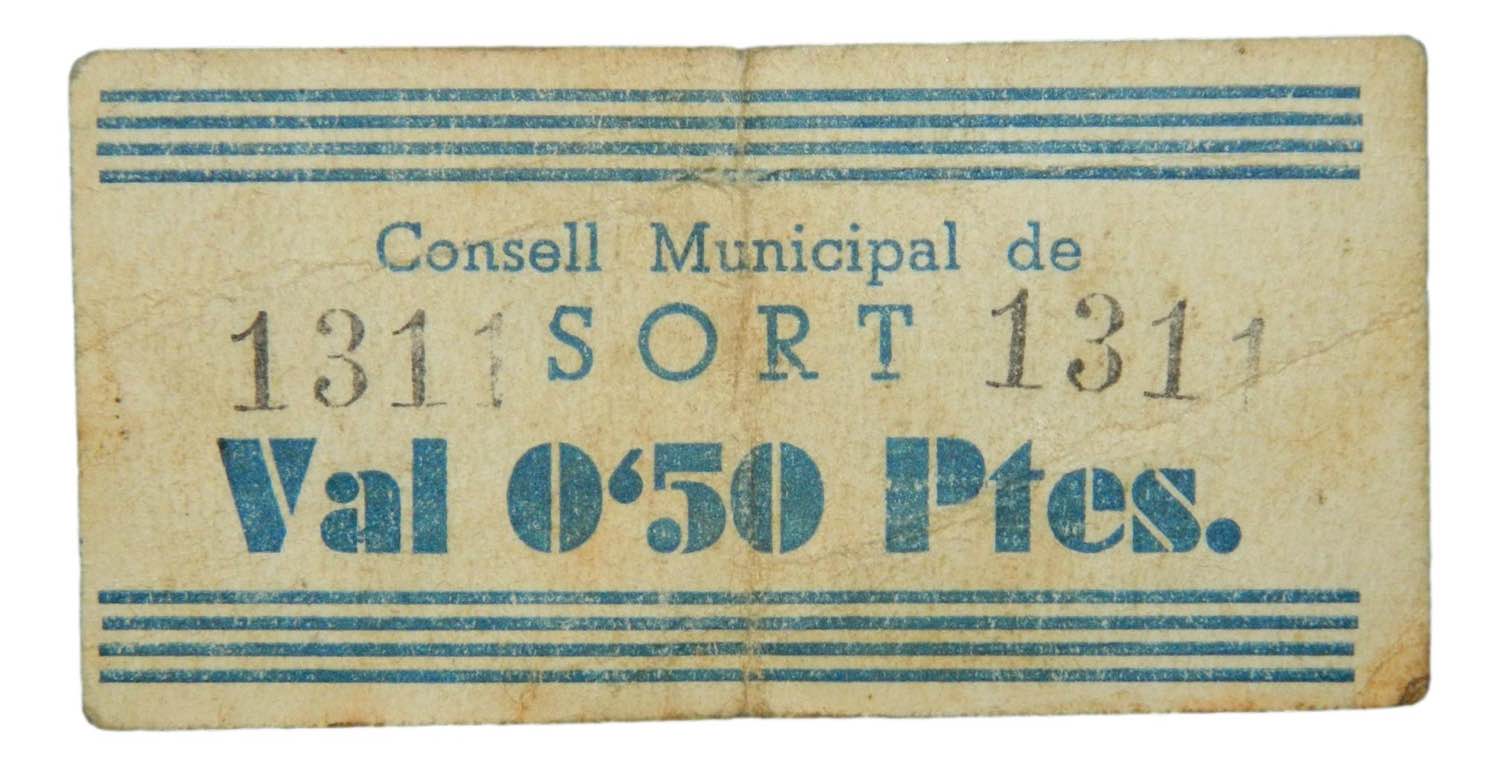 Consell Municipal de
1311 SORT 1311
Val 0‘50 Ptes.